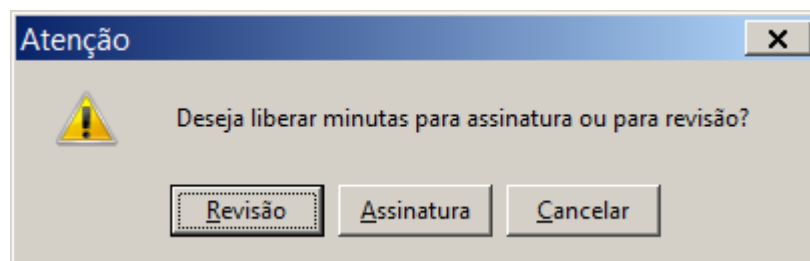 Atenção
Deseja liberar minutas para assinatura ou para revisão?
Revisão Assinatura Cancelar